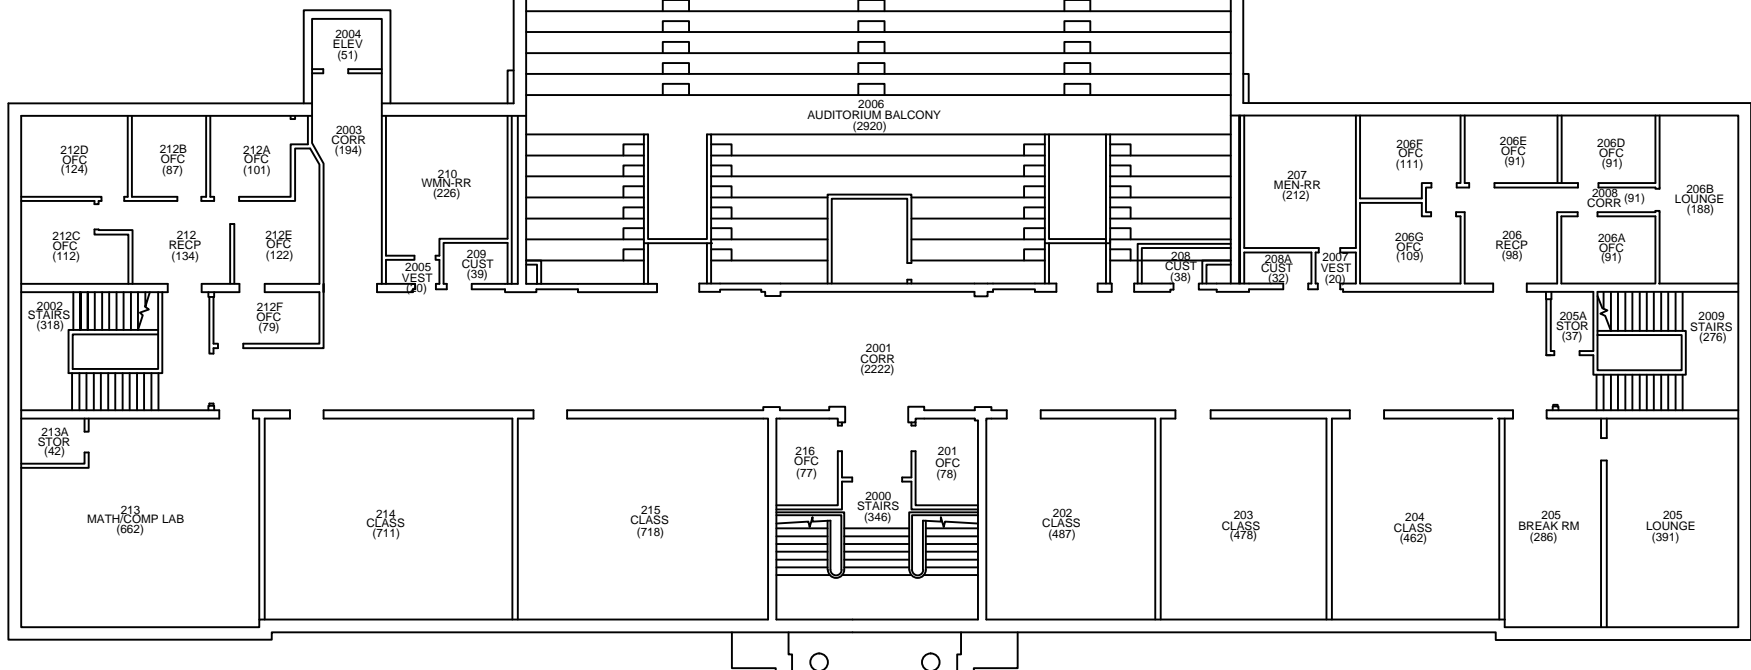 2004
ELEV
(51)
2006
AUDITORIUM BALCONY
(2920)
2003
CORR
(194)
212D
OFC
(124)
212B
OFC
(87)
212A
OFC
(101)
210
WMN-RR
(226)
207
MEN-RR
(212)
206F
OFC
(111)
206E
OFC
(91)
206D
OFC
(91)
2008
CORR
(91)
206B
LOUNGE
(188)
212C
OFC
(112)
212
RECP
(134)
212E
OFC
(122)
2005
VEST
(20)
209
CUST
(39)
208
CUST
(38)
208A
CUST
(32)
2007
VEST
(20)
206G
OFC
(109)
206
RECP
(98)
206A
OFC
(91)
2002
STAIRS
(318)
212F
OFC
(79)
2001
CORR
(2222)
205A
STOR
(37)
2009
STAIRS
(276)
213A
STOR
(42)
216
OFC
(77)
201
OFC
(78)
2000
STAIRS
(346)
213
MATH/COMP LAB
(662)
214
CLASS
(711)
215
CLASS
(718)
202
CLASS
(487)
203
CLASS
(478)
204
CLASS
(462)
205
BREAK RM
(286)
205
LOUNGE
(391)